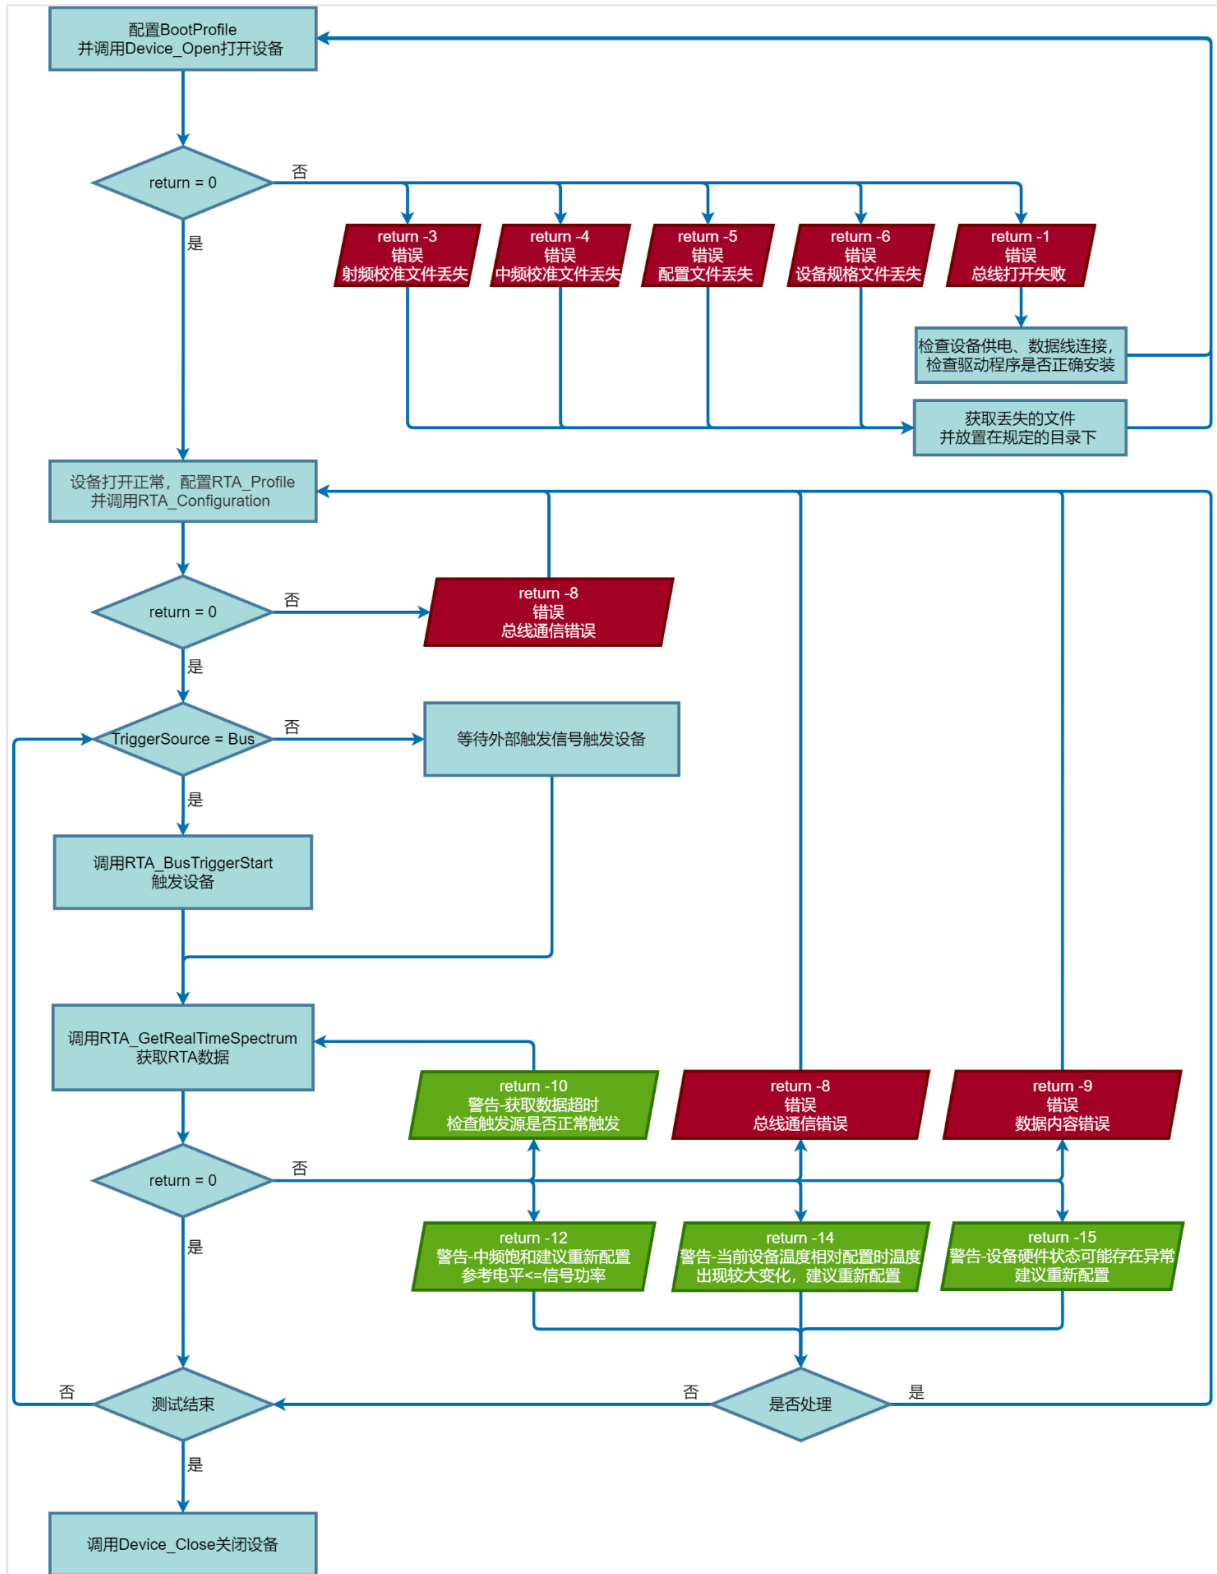 配置BootProfile
并调用Device_Open打开设备
return = 0
否
是
return -3
错误
射频校准文件丢失
return -4
错误
中频校准文件丢失
return -5
错误
配置文件丢失
return -6
错误
设备规格文件丢失
return -1
错误
总线打开失败
检查设备供电、数据线连接，
检查驱动程序是否正确安装
获取丢失的文件
并放置在规定的目录下
设备打开正常，配置RTA_Profile
并调用RTA_Configuration
return = 0
否
是
return -8
错误
总线通信错误
TriggerSource = Bus
否
是
等待外部触发信号触发设备
调用RTA_BusTriggerStart
触发设备
调用RTA_GetRealTimeSpectrum
获取RTA数据
return -10
警告-获取数据超时
检查触发源是否正常触发
return -8
错误
总线通信错误
return -9
错误
数据内容错误
return = 0
否
是
return -12
警告-中频饱和建议重新配置
参考电平<=信号功率
return -14
警告-当前设备温度相对配置时温度
出现较大变化，建议重新配置
return -15
警告-设备硬件状态可能存在异常
建议重新配置
否
测试结束
否
是否处理
是
是
调用Device_Close关闭设备